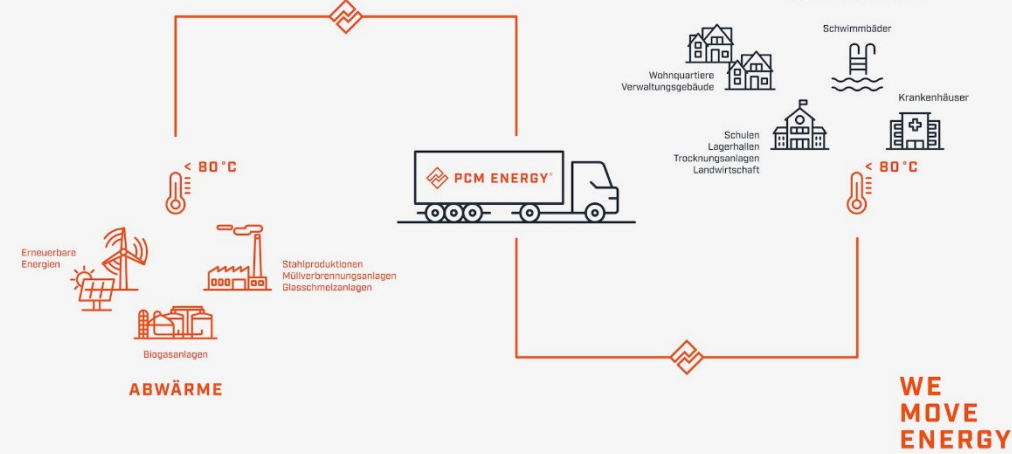 Schwimmbäder
Wohnquartiere
Verwaltungsgebäude
Krankenhäuser
Schulen
Lagerhallen
Trocknungsanlagen
Landwirtschaft
< 80 °C
< 80 °C
PCM ENERGY®
Erneuerbare
Energien
Stahlproduktionen
Müllverbrennungsanlagen
Glasschmelzanlagen
Biogasanlagen
ABWÄRME
WE
MOVE
ENERGY